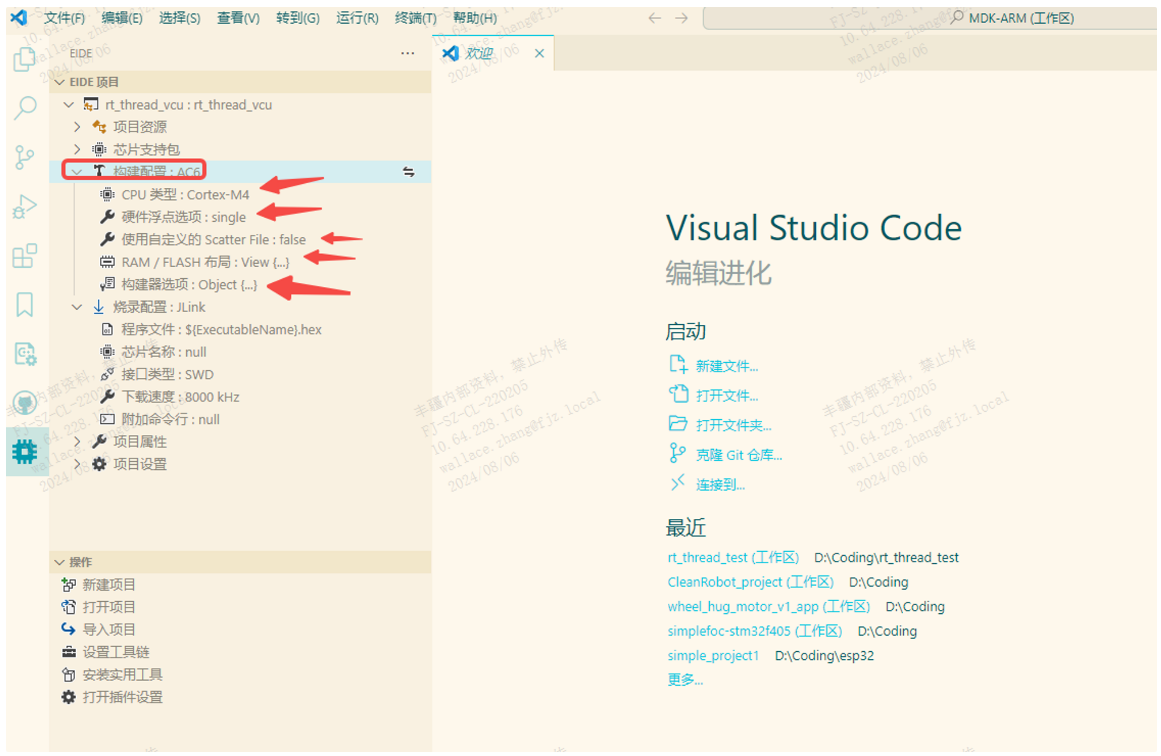 文件(F) 编辑(E) 选择(S) 查看(V) 转到(G) 运行(R) 终端(T) 帮助(H) MDK-ARM (工作区)
EIDE
欢迎
EIDE 项目
rt_thread_vcu : rt_thread_vcu
项目资源
芯片支持包
构建配置 : AC6
CPU 类型 : Cortex-M4
硬件浮点选项 : single
使用自定义的 Scatter File : false
RAM / FLASH 布局 : View {...}
构建器选项 : Object {...}
烧录配置 : JLink
程序文件 : ${ExecutableName}.hex
芯片名称 : null
接口类型 : SWD
下载速度 : 8000 kHz
附加命令行 : null
项目属性
项目设置
操作
新建项目
打开项目
导入项目
设置工具链
安装实用工具
打开插件设置
Visual Studio Code
编辑进化
启动
新建文件...
打开文件...
打开文件夹...
克隆 Git 仓库...
连接到...
最近
rt_thread_test (工作区) D:\Coding\rt_thread_test
CleanRobot_project (工作区) D:\Coding
wheel_hug_motor_v1_app (工作区) D:\Coding
simplefoc-stm32f405 (工作区) D:\Coding
simple_project1 D:\Coding\esp32
更多...
丰疆内部资料，禁止外传
FJ-SZ-CL-220205
10.64.228.176
wallace.zhang@fjz.local
2024/08/06